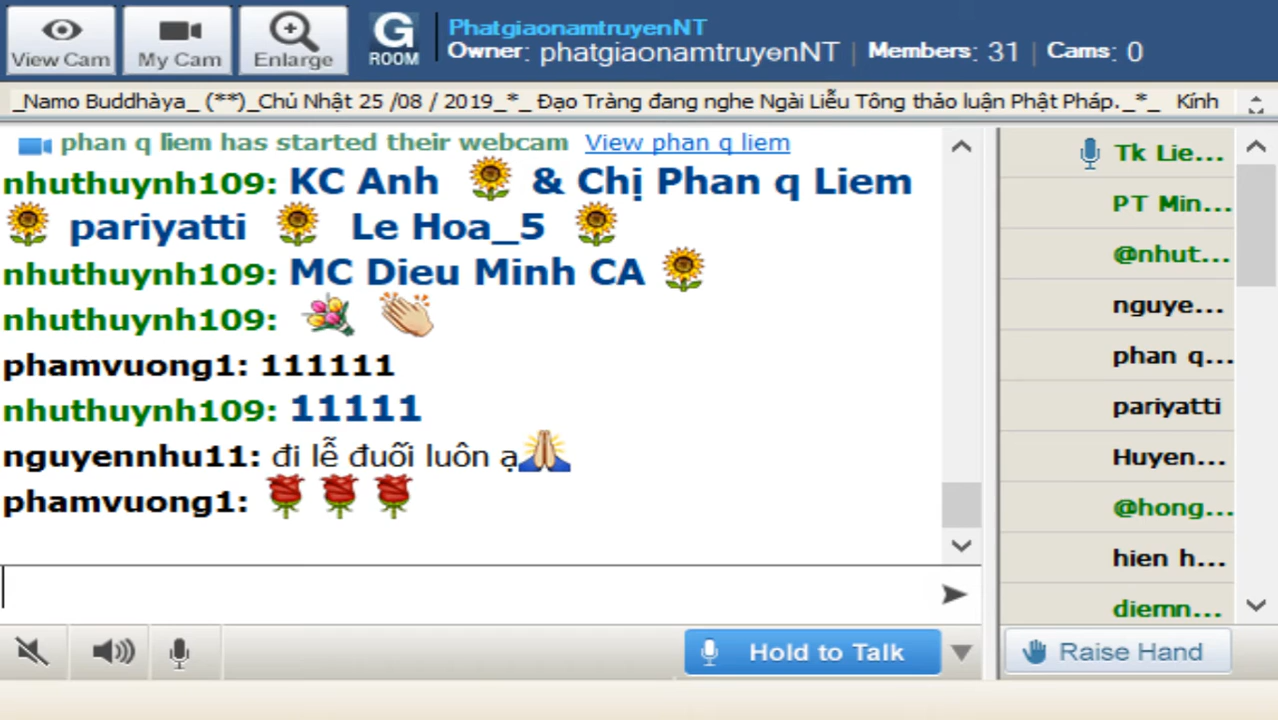 View Cam
My Cam
Enlarge
G
ROOM
PhatgiaonamtruyenNT
Owner: phatgiaonamtruyenNT | Members: 31 | Cams: 0
_Namo Buddhàya_ (**)_Chủ Nhật 25 /08 / 2019_*_ Đạo Tràng đang nghe Ngài Liễu Tông thảo luận Phật Pháp._*_ Kính
phan q liem has started their webcam View phan q liem
nhuthuynh109: KC Anh 🌻 & Chị Phan q Liem
🌻 pariyatti 🌻 Le Hoa_5 🌻
nhuthuynh109: MC Dieu Minh CA 🌻
nhuthuynh109: 💐 👏
phamvuong1: 111111
nhuthuynh109: 11111
nguyennhu11: đi lễ đuối luôn ạ🙏
phamvuong1: 🌹 🌹 🌹
Tk Lie...
PT Min...
@nhut...
nguye...
phan q...
pariyatti
Huyen...
@hong...
hien h...
diemn...
Hold to Talk
Raise Hand